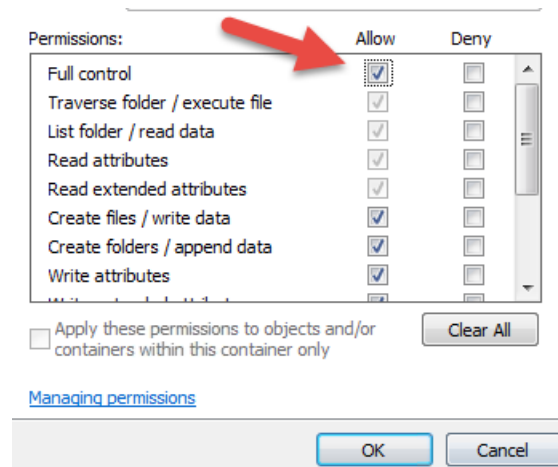 Permissions: Allow Deny
Full control
Traverse folder / execute file
List folder / read data
Read attributes
Read extended attributes
Create files / write data
Create folders / append data
Write attributes
Apply these permissions to objects and/or
containers within this container only
Clear All
Managing permissions
OK Cancel